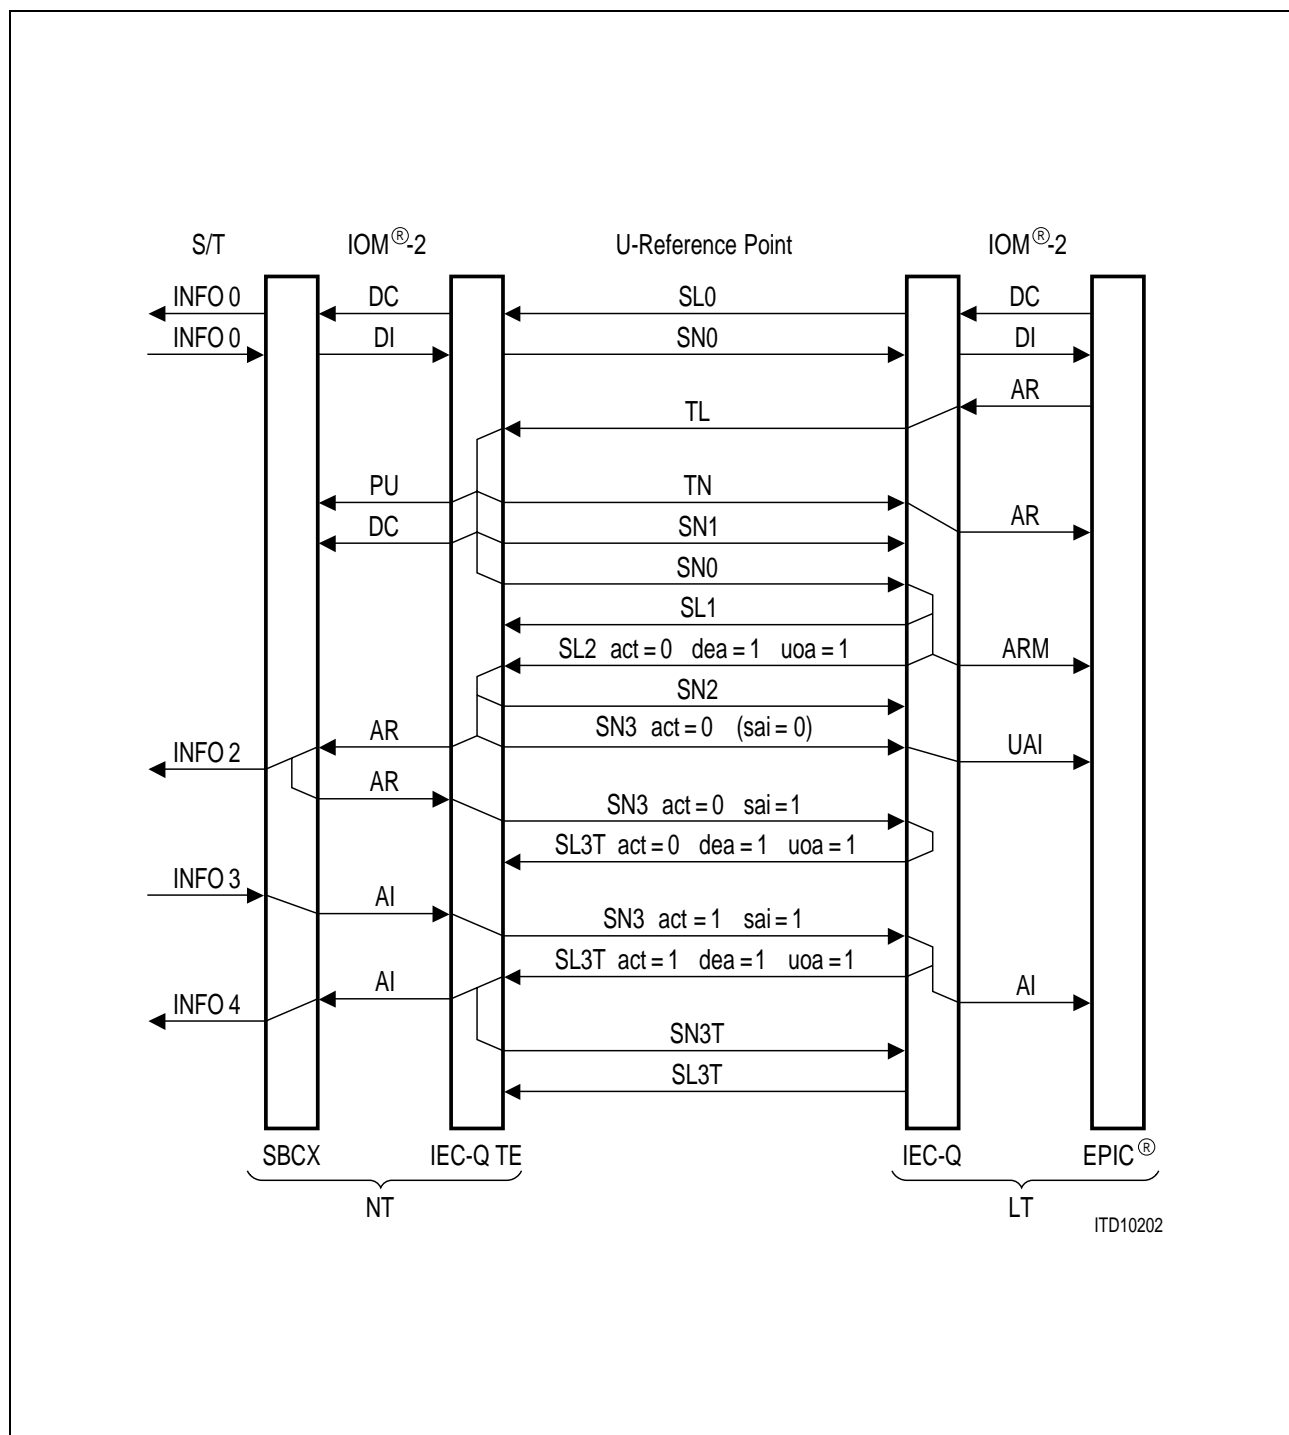 S/T IOM®-2 U-Reference Point IOM®-2
INFO 0 DC SL0 DC
INFO 0 DI SN0 DI
AR
TL
PU TN
AR
DC SN1
SN0
SL1
SL2 act = 0 dea = 1 uoa = 1 ARM
SN2
AR SN3 act = 0 (sai = 0)
INFO 2 UAI
AR
SN3 act = 0 sai = 1
SL3T act = 0 dea = 1 uoa = 1
INFO 3
AI
SN3 act = 1 sai = 1
SL3T act = 1 dea = 1 uoa = 1
AI AI
INFO 4
SN3T
SL3T
SBCX IEC-Q TE IEC-Q EPIC®
NT LT
ITD10202